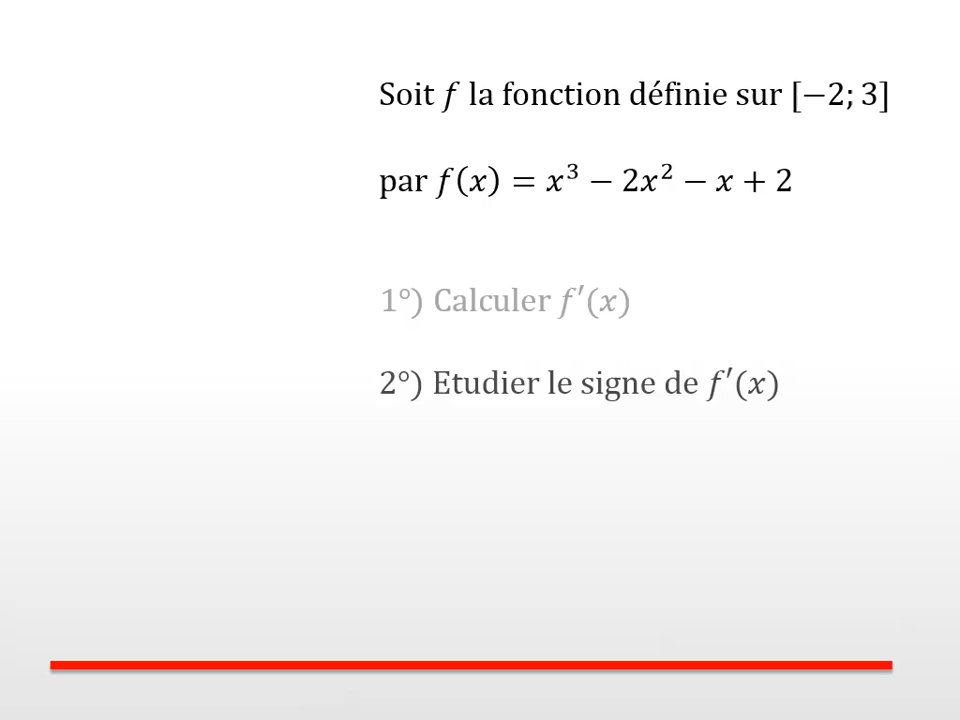 Soit 𝑓 la fonction définie sur [−2; 3]
par 𝑓(𝑥) = 𝑥³ − 2𝑥² − 𝑥 + 2
1°) Calculer 𝑓′(𝑥)
2°) Etudier le signe de 𝑓′(𝑥)